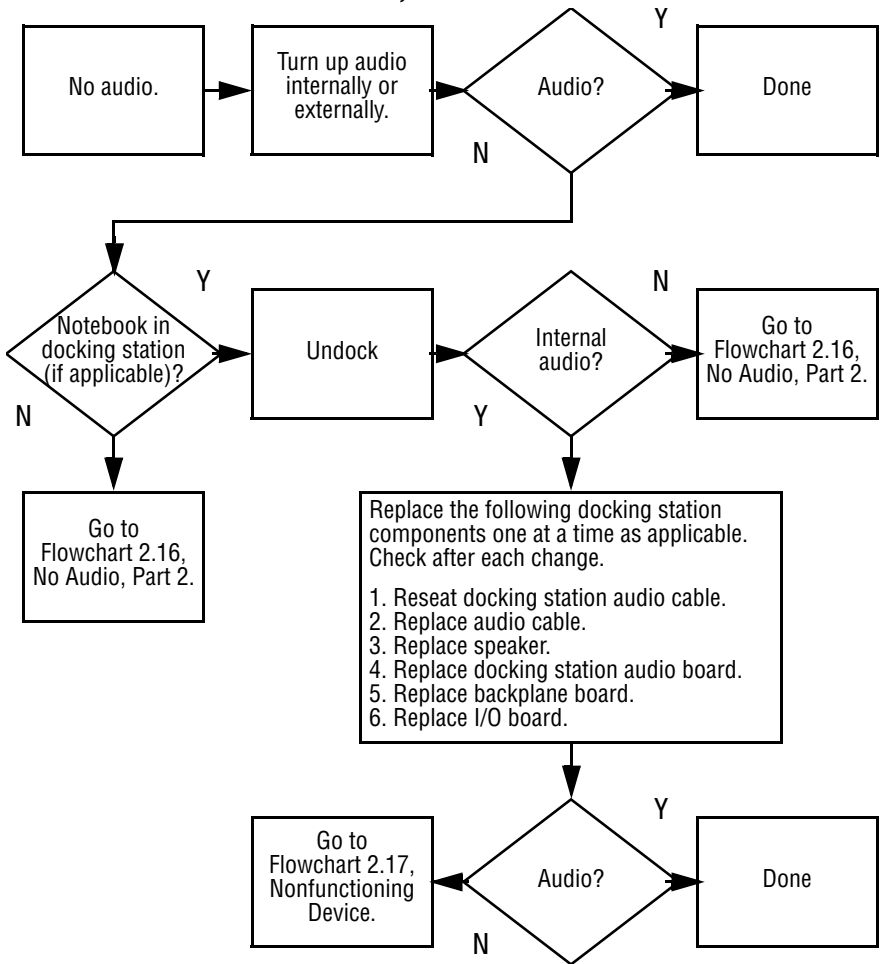 No audio.
Turn up audio
internally or
externally.
Audio?
Y
Done
N
Notebook in
docking station
(if applicable)?
Y
Undock
Internal
audio?
N
Go to
Flowchart 2.16,
No Audio, Part 2.
N
Go to
Flowchart 2.16,
No Audio, Part 2.
Y
Replace the following docking station
components one at a time as applicable.
Check after each change.
1. Reseat docking station audio cable.
2. Replace audio cable.
3. Replace speaker.
4. Replace docking station audio board.
5. Replace backplane board.
6. Replace I/O board.
Audio?
Y
Done
N
Go to
Flowchart 2.17,
Nonfunctioning
Device.